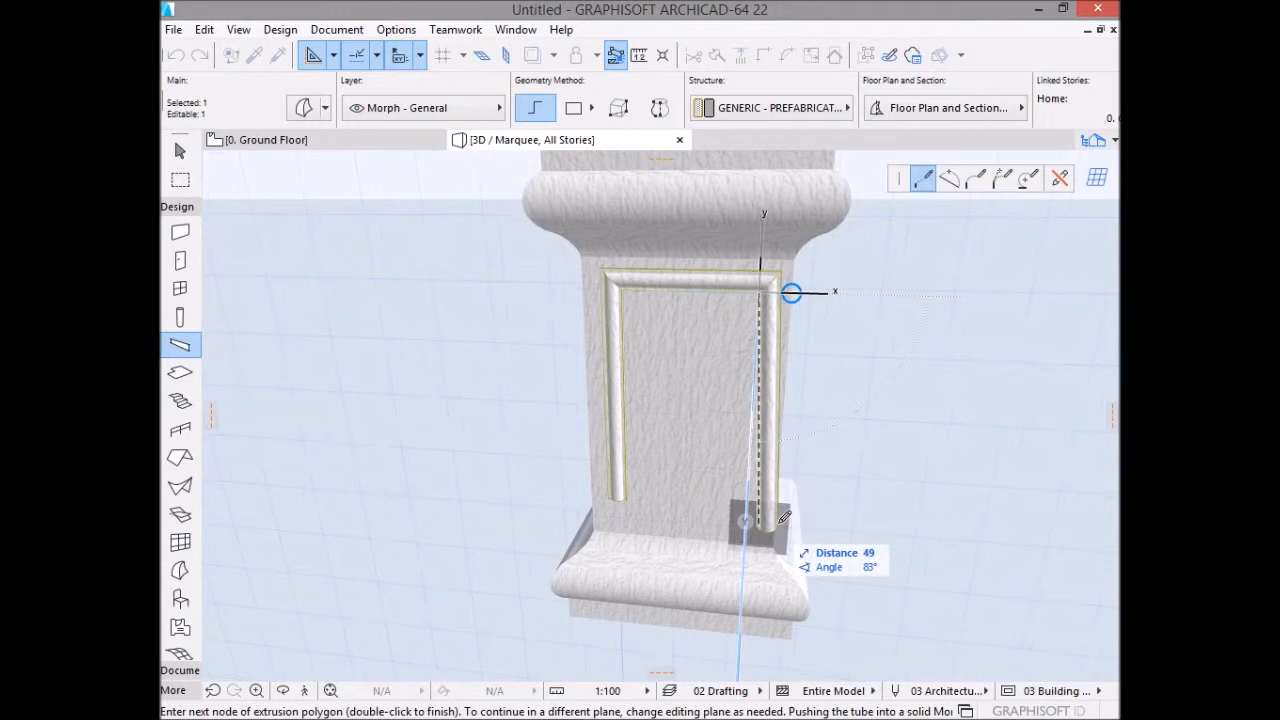 Untitled - GRAPHISOFT ARCHICAD-64 22
File Edit View Design Document Options Teamwork Window Help
Main:
Layer:
Geometry Method:
Structure:
Floor Plan and Section:
Linked Stories:
Selected: 1
Editable: 1
Morph - General
GENERIC - PREFABRICAT...
Floor Plan and Section...
Home:
0.
[0. Ground Floor]
[3D / Marquee, All Stories]
Design
y
x
Distance 49
Angle 83°
Docume
More
N/A
N/A
1:100
02 Drafting
Entire Model
03 Architectu...
03 Building ...
Enter next node of extrusion polygon (double-click to finish). To continue in a different plane, change editing plane as needed. Pushing the tube into a solid Mo
GRAPHISOFT ID